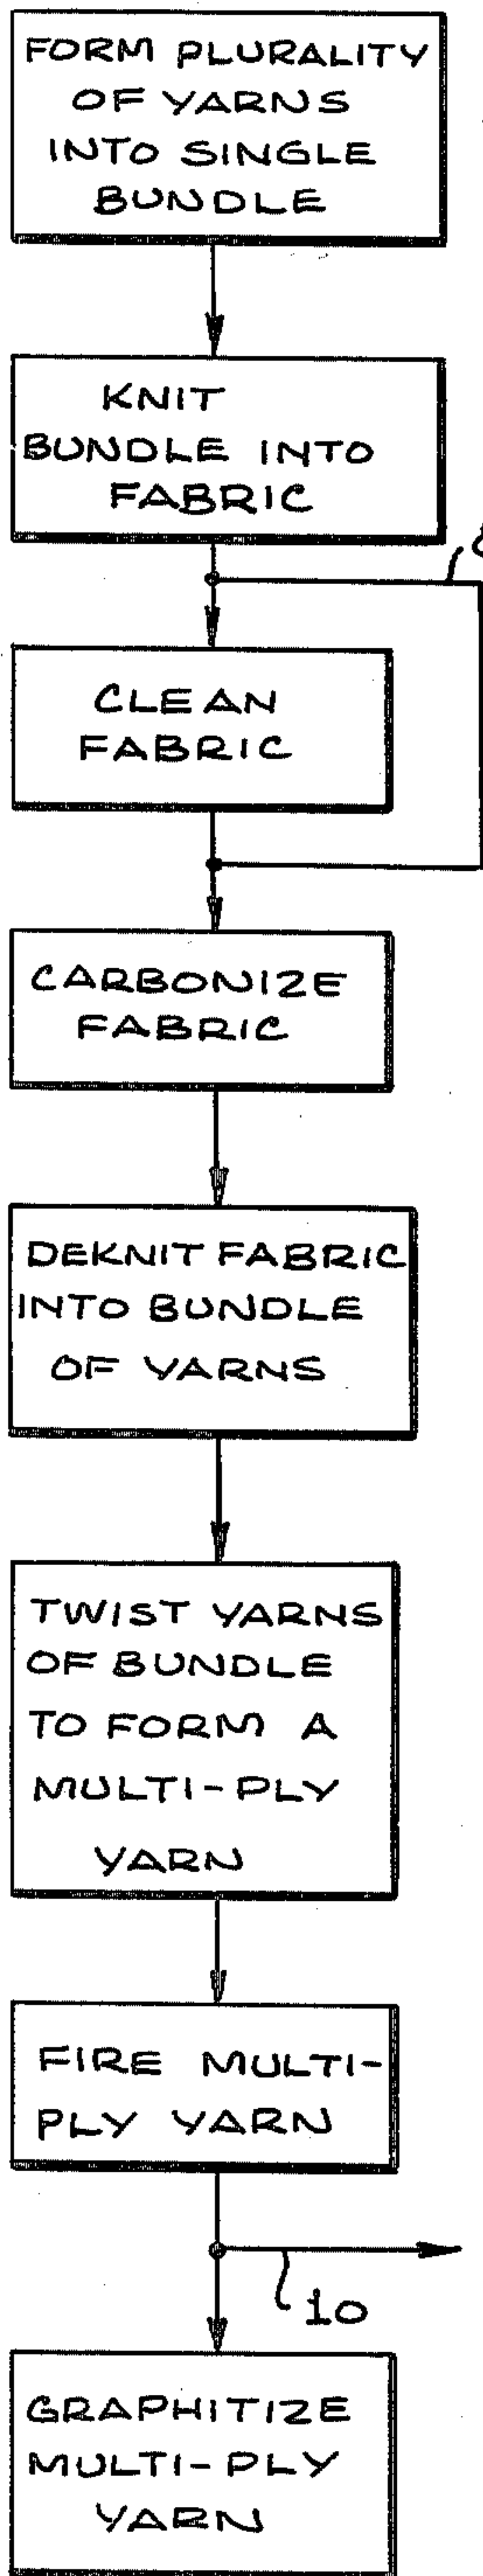 FORM PLURALITY
OF YARNS
INTO SINGLE
BUNDLE
KNIT
BUNDLE INTO
FABRIC
CLEAN
FABRIC
CARBONIZE
FABRIC
DEKNIT FABRIC
INTO BUNDLE
OF YARNS
TWIST YARNS
OF BUNDLE
TO FORM A
MULTI-PLY
YARN
FIRE MULTI-
PLY YARN
10
GRAPHITIZE
MULTI-PLY
YARN